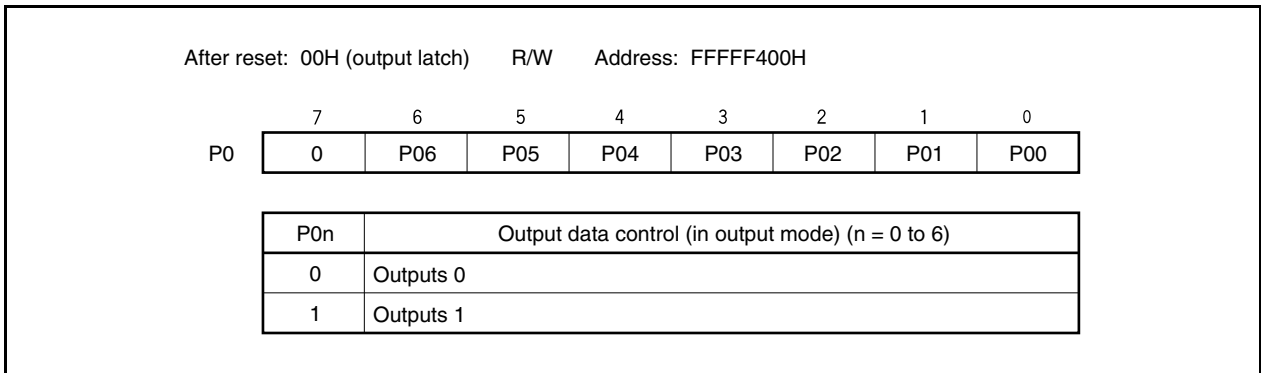 After reset: 00H (output latch) R/W Address: FFFFF400H
7 6 5 4 3 2 1 0
P0 0 P06 P05 P04 P03 P02 P01 P00
P0n Output data control (in output mode) (n = 0 to 6)
0 Outputs 0
1 Outputs 1